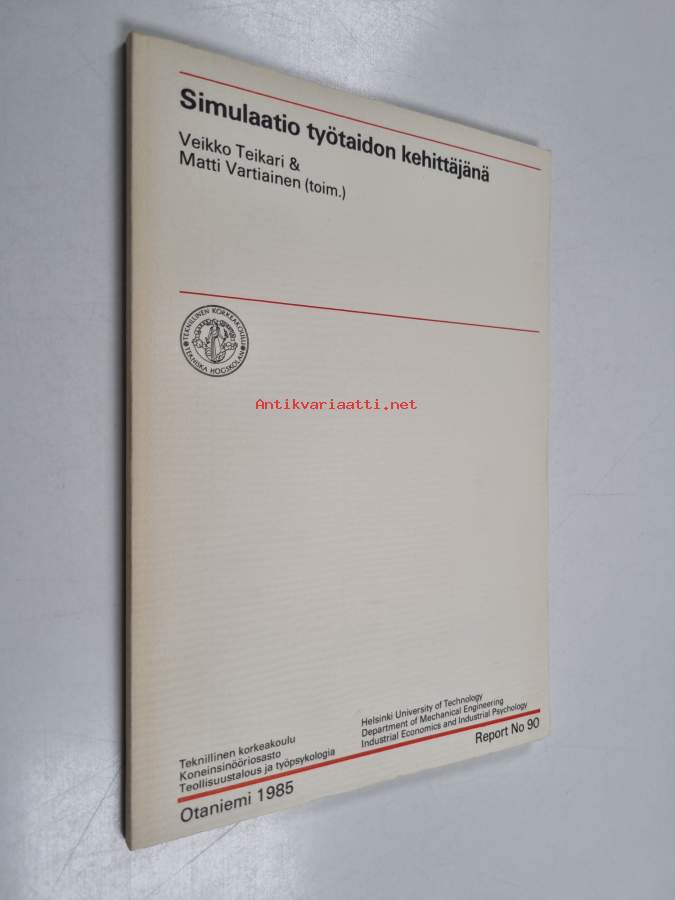 Simulaatio työtaidon kehittäjänä
Veikko Teikari &
Matti Vartiainen (toim.)
TEKNILLINEN KORKEAKOULU
TEKNISKA HÖGSKOLAN
Antikvariaatti.net
Teknillinen korkeakoulu
Koneinsinööriosasto
Teollisuustalous ja työpsykologia
Helsinki University of Technology
Department of Mechanical Engineering
Industrial Economics and Industrial Psychology
Otaniemi 1985
Report No 90